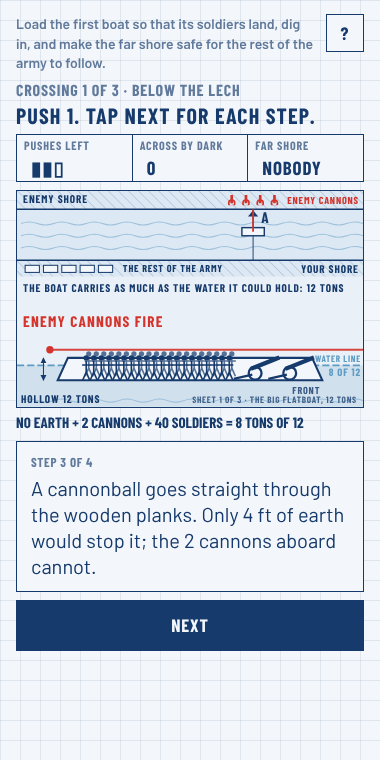 Load the first boat so that its soldiers land, dig
in, and make the far shore safe for the rest of the
army to follow.
?
CROSSING 1 OF 3 · BELOW THE LECH
PUSH 1. TAP NEXT FOR EACH STEP.
PUSHES LEFT
ACROSS BY DARK
0
FAR SHORE
NOBODY
ENEMY SHORE
ENEMY CANNONS
A
THE REST OF THE ARMY
YOUR SHORE
THE BOAT CARRIES AS MUCH AS THE WATER IT COULD HOLD: 12 TONS
ENEMY CANNONS FIRE
WATER LINE
8 OF 12
FRONT
HOLLOW 12 TONS
SHEET 1 OF 3 · THE BIG FLATBOAT, 12 TONS
NO EARTH + 2 CANNONS + 40 SOLDIERS = 8 TONS OF 12
STEP 3 OF 4
A cannonball goes straight through
the wooden planks. Only 4 ft of earth
would stop it; the 2 cannons aboard
cannot.
NEXT